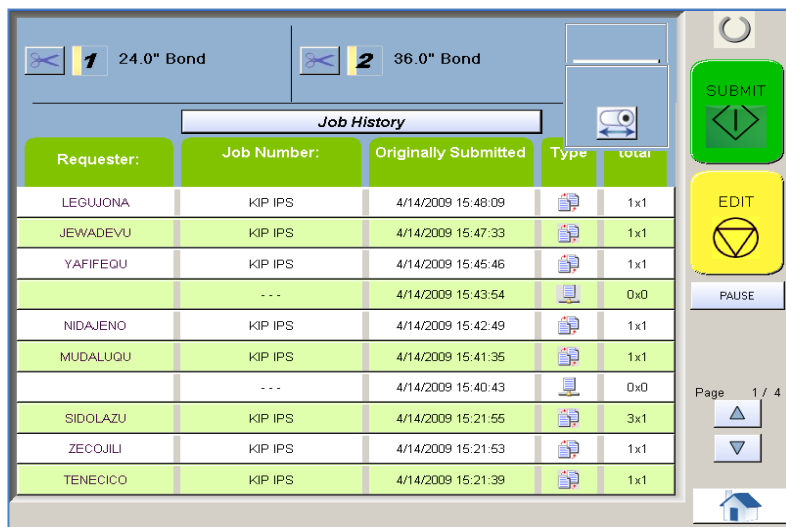 1 24.0" Bond
2 36.0" Bond
SUBMIT
Job History
Requester: Job Number: Originally Submitted Type total
LEGUJONA KIP IPS 4/14/2009 15:48:09 1x1
EDIT
JEWADEVU KIP IPS 4/14/2009 15:47:33 1x1
YAFIFEQU KIP IPS 4/14/2009 15:45:46 1x1
- - - 4/14/2009 15:43:54 0x0
PAUSE
NIDAJENO KIP IPS 4/14/2009 15:42:49 1x1
MUDALUQU KIP IPS 4/14/2009 15:41:35 1x1
- - - 4/14/2009 15:40:43 0x0
Page 1 / 4
SIDOLAZU KIP IPS 4/14/2009 15:21:55 3x1
ZECOJILI KIP IPS 4/14/2009 15:21:53 1x1
TENECICO KIP IPS 4/14/2009 15:21:39 1x1